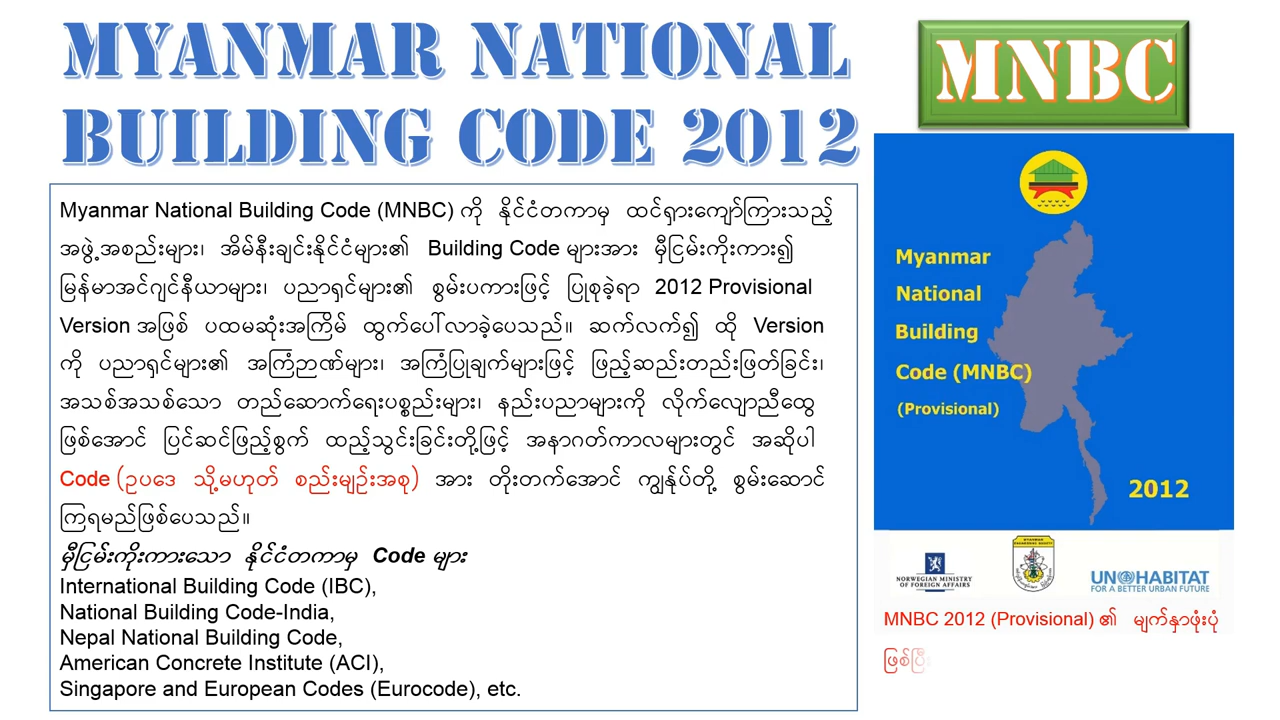 MYANMAR NATIONAL
BUILDING CODE 2012
MNBC
Myanmar National Building Code (MNBC) ကို နိုင်ငံတကာမှ ထင်ရှားကျော်ကြားသည့်
အဖွဲ့အစည်းများ၊ အိမ်နီးချင်းနိုင်ငံများ၏ Building Code များအား မှီငြမ်းကိုးကား၍
မြန်မာအင်ဂျင်နီယာများ၊ ပညာရှင်များ၏ စွမ်းပကားဖြင့် ပြုစုခဲ့ရာ 2012 Provisional
Version အဖြစ် ပထမဆုံးအကြိမ် ထွက်ပေါ်လာခဲ့ပေသည်။ ဆက်လက်၍ ထို Version
ကို ပညာရှင်များ၏ အကြံဉာဏ်များ၊ အကြံပြုချက်များဖြင့် ဖြည့်ဆည်းတည်းဖြတ်ခြင်း၊
အသစ်အသစ်သော တည်ဆောက်ရေးပစ္စည်းများ၊ နည်းပညာများကို လိုက်လျောညီထွေ
ဖြစ်အောင် ပြင်ဆင်ဖြည့်စွက် ထည့်သွင်းခြင်းတို့ဖြင့် အနာဂတ်ကာလများတွင် အဆိုပါ
Code (ဥပဒေ သို့မဟုတ် စည်းမျဉ်းအစု) အား တိုးတက်အောင် ကျွန်ုပ်တို့ စွမ်းဆောင်
ကြရမည်ဖြစ်ပေသည်။
မှီငြမ်းကိုးကားသော နိုင်ငံတကာမှ Code များ
International Building Code (IBC),
National Building Code-India,
Nepal National Building Code,
American Concrete Institute (ACI),
Singapore and European Codes (Eurocode), etc.
Myanmar
National
Building
Code (MNBC)
(Provisional)
2012
NORWEGIAN MINISTRY
OF FOREIGN AFFAIRS
MYANMAR ENGINEERING SOCIETY
UN HABITAT
FOR A BETTER URBAN FUTURE
MNBC 2012 (Provisional) ၏ မျက်နှာဖုံးပုံ
ဖြစ်ပြီး